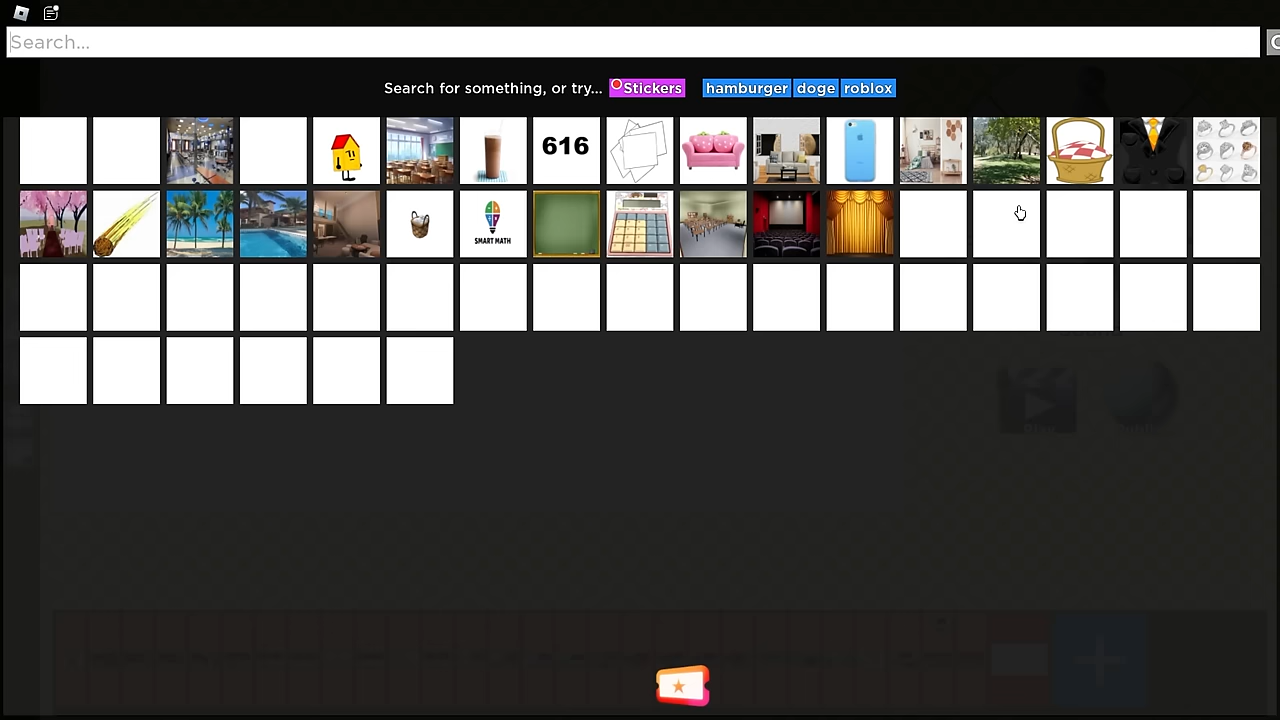 Search...
Search for something, or try... Stickers hamburger doge roblox
616
SMART MATH